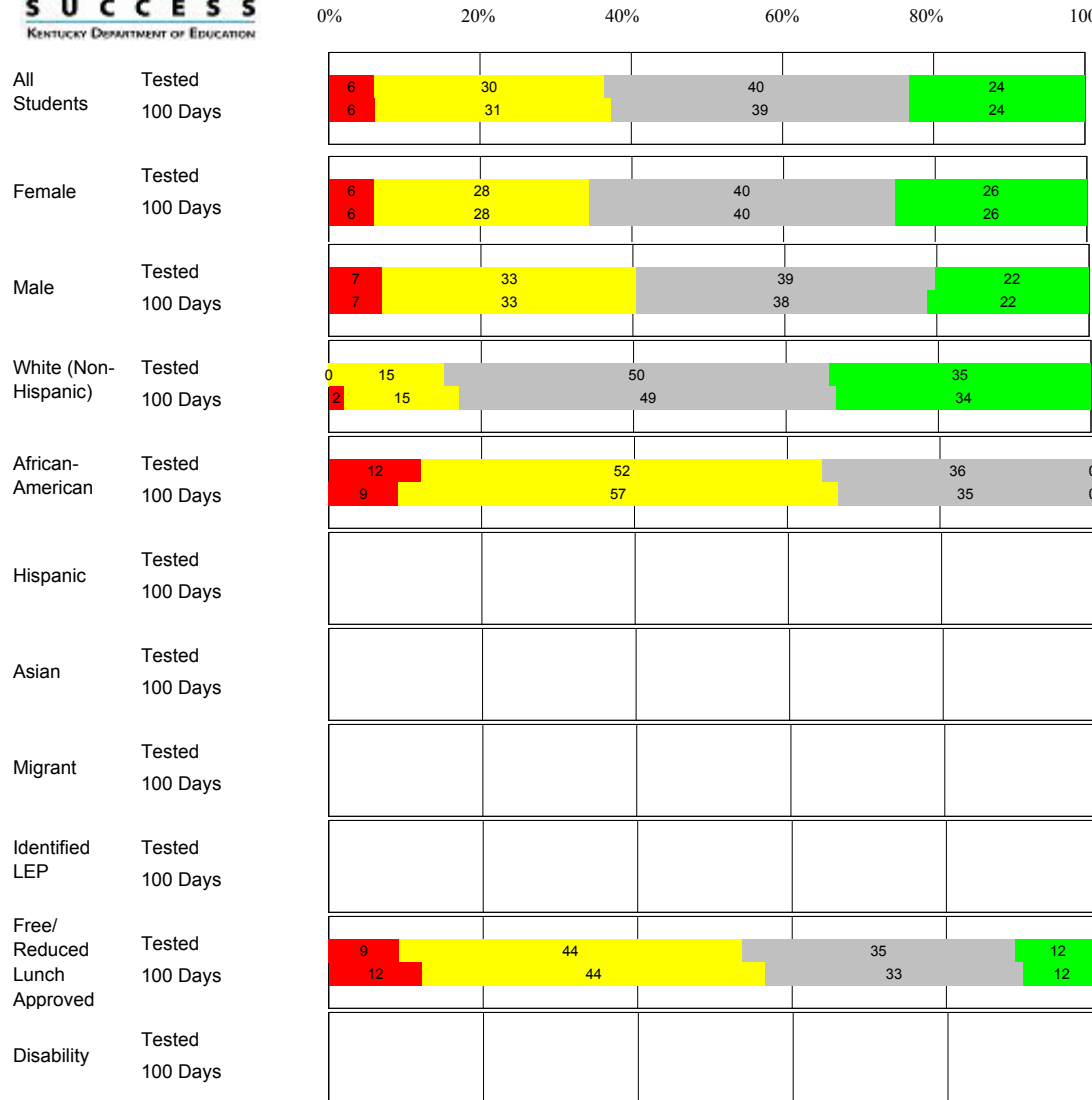 S U C C E S S
KENTUCKY DEPARTMENT OF EDUCATION
0% 20% 40% 60% 80% 100
All Students
Tested 6 30 40 24
100 Days 6 31 39 24
Female
Tested 6 28 40 26
100 Days 6 28 40 26
Male
Tested 7 33 39 22
100 Days 7 33 38 22
White (Non-
Hispanic)
Tested 0 15 50 35
100 Days 2 15 49 34
African-
American
Tested 12 52 36 0
100 Days 9 57 35 0
Hispanic
Tested
100 Days
Asian
Tested
100 Days
Migrant
Tested
100 Days
Identified
LEP
Tested
100 Days
Free/
Reduced
Lunch
Approved
Tested 9 44 35 12
100 Days 12 44 33 12
Disability
Tested
100 Days